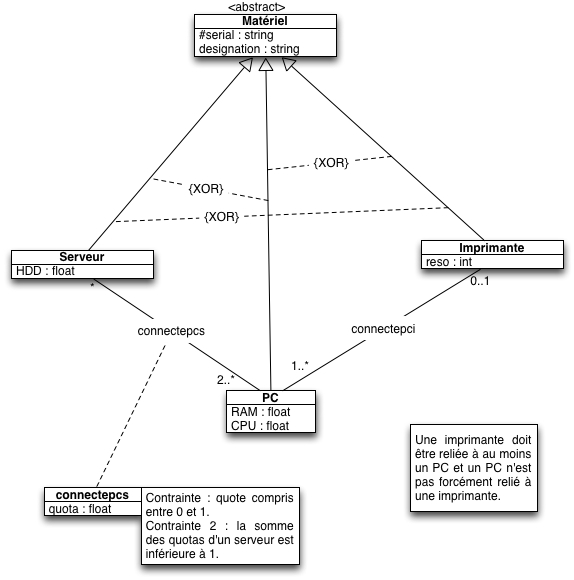 <abstract>
Matériel
#serial : string
designation : string
{XOR}
{XOR}
{XOR}
Serveur
HDD : float
Imprimante
reso : int
*
0..1
connectepcs
connectepci
2..*
1..*
PC
RAM : float
CPU : float
Une imprimante doit
être reliée à au moins
un PC et un PC n'est
pas forcément relié à
une imprimante.
connectepcs
quota : float
Contrainte : quote compris
entre 0 et 1.
Contrainte 2 : la somme
des quotas d'un serveur est
inférieure à 1.